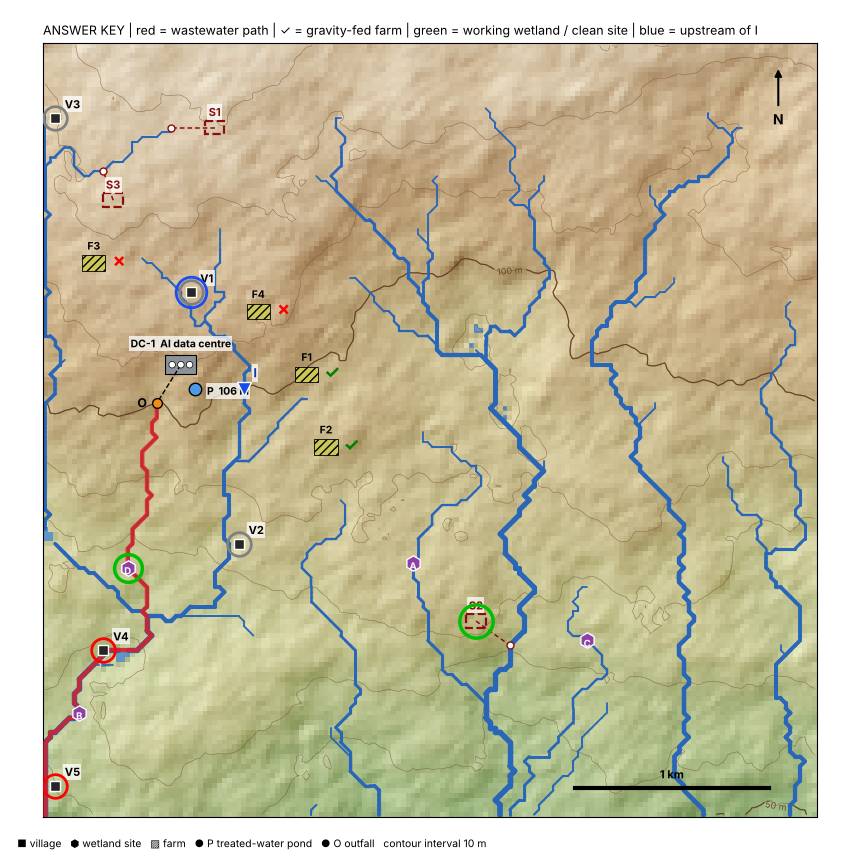 ANSWER KEY | red = wastewater path | ✓ = gravity-fed farm | green = working wetland / clean site | blue = upstream of I
V3
S1
N
S3
F3
V1
100 m
F4
DC-1 AI data centre
F1
I
P 106
O
F2
V2
D
A
S2
V4
C
B
V5
1 km
50 m
■ village ⬢ wetland site ▨ farm ● P treated-water pond ● O outfall contour interval 10 m